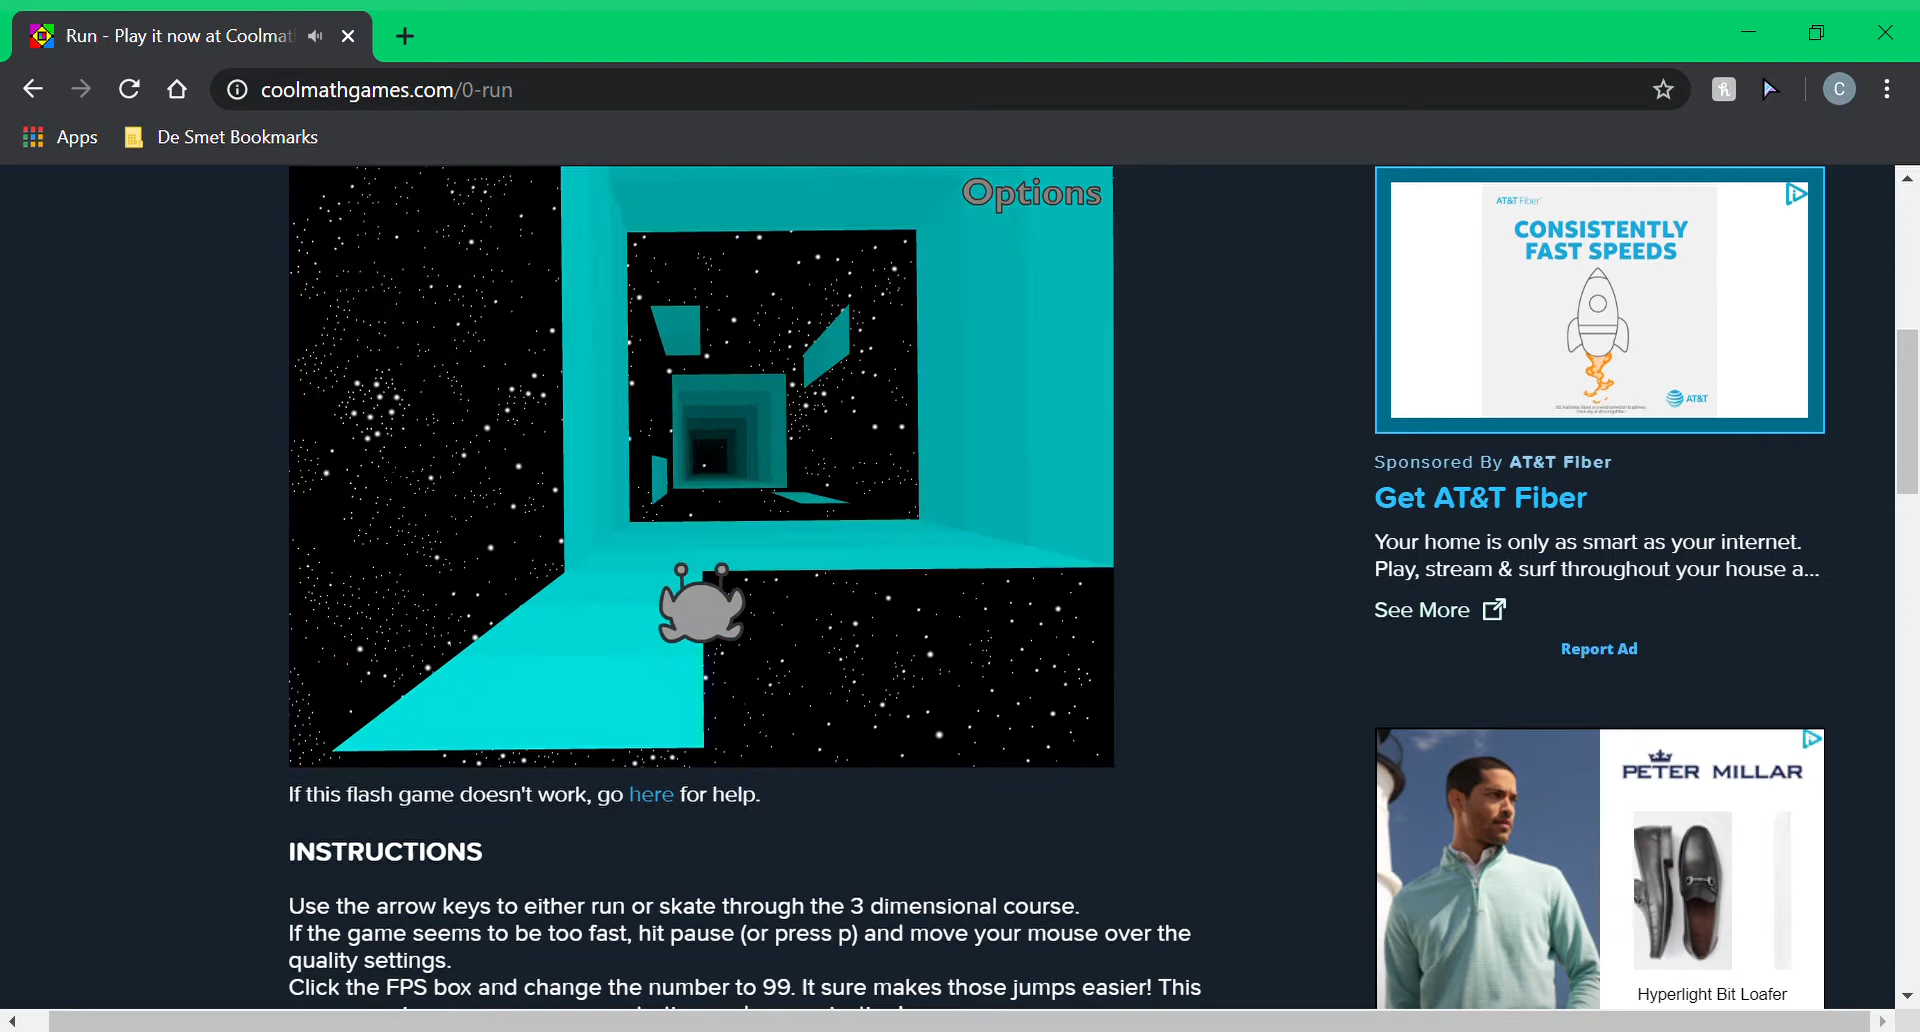 Run - Play it now at Coolmat
coolmathgames.com/0-run
C
Apps
De Smet Bookmarks
Options
If this flash game doesn't work, go here for help.
INSTRUCTIONS
Use the arrow keys to either run or skate through the 3 dimensional course.
If the game seems to be too fast, hit pause (or press p) and move your mouse over the
quality settings.
Click the FPS box and change the number to 99. It sure makes those jumps easier! This
AT&T Fiber
CONSISTENTLY
FAST SPEEDS
AT&T
Sponsored By AT&T Fiber
Get AT&T Fiber
Your home is only as smart as your internet.
Play, stream & surf throughout your house a...
See More
Report Ad
PETER MILLAR
Hyperlight Bit Loafer